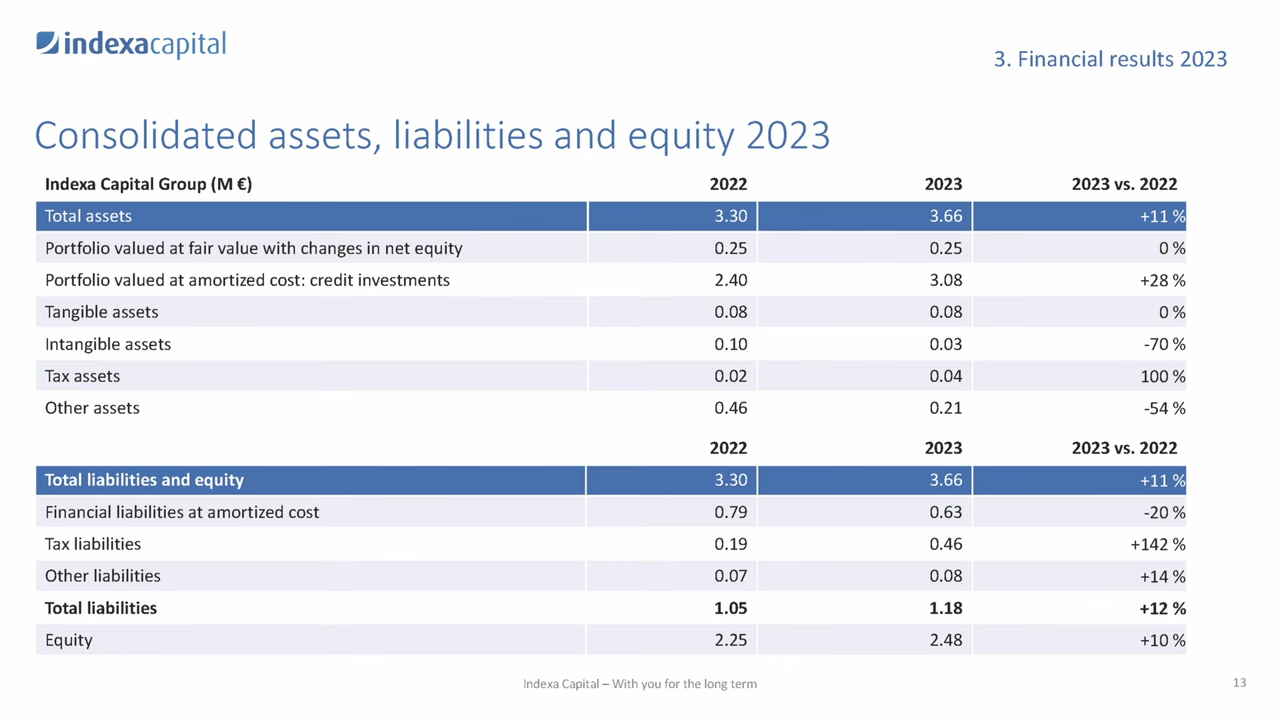 indexacapital
3. Financial results 2023
Consolidated assets, liabilities and equity 2023
Indexa Capital Group (M €) 2022 2023 2023 vs. 2022
Total assets 3.30 3.66 +11 %
Portfolio valued at fair value with changes in net equity 0.25 0.25 0 %
Portfolio valued at amortized cost: credit investments 2.40 3.08 +28 %
Tangible assets 0.08 0.08 0 %
Intangible assets 0.10 0.03 -70 %
Tax assets 0.02 0.04 100 %
Other assets 0.46 0.21 -54 %
2022 2023 2023 vs. 2022
Total liabilities and equity 3.30 3.66 +11 %
Financial liabilities at amortized cost 0.79 0.63 -20 %
Tax liabilities 0.19 0.46 +142 %
Other liabilities 0.07 0.08 +14 %
Total liabilities 1.05 1.18 +12 %
Equity 2.25 2.48 +10 %
Indexa Capital – With you for the long term
13